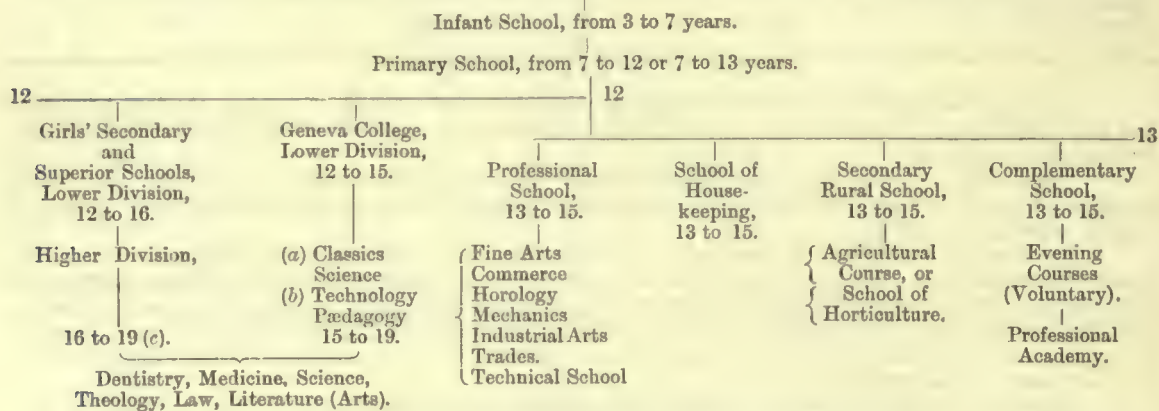 Infant School, from 3 to 7 years.
Primary School, from 7 to 12 or 7 to 13 years.
12
12
13
Girls' Secondary
and
Superior Schools,
Lower Division,
12 to 16.
Higher Division,
16 to 19 (c).
Geneva College,
Lower Division,
12 to 15.
(a) Classics
Science
(b) Technology
Pædagogy
15 to 19.
Dentistry, Medicine, Science,
Theology, Law, Literature (Arts).
Professional
School,
13 to 15.
Fine Arts
Commerce
Horology
Mechanics
Industrial Arts
Trades.
Technical School
School of
House-
keeping,
13 to 15.
Secondary
Rural School,
13 to 15.
Agricultural
Course, or
School of
Horticulture.
Complementary
School,
13 to 15.
Evening
Courses
(Voluntary).
Professional
Academy.